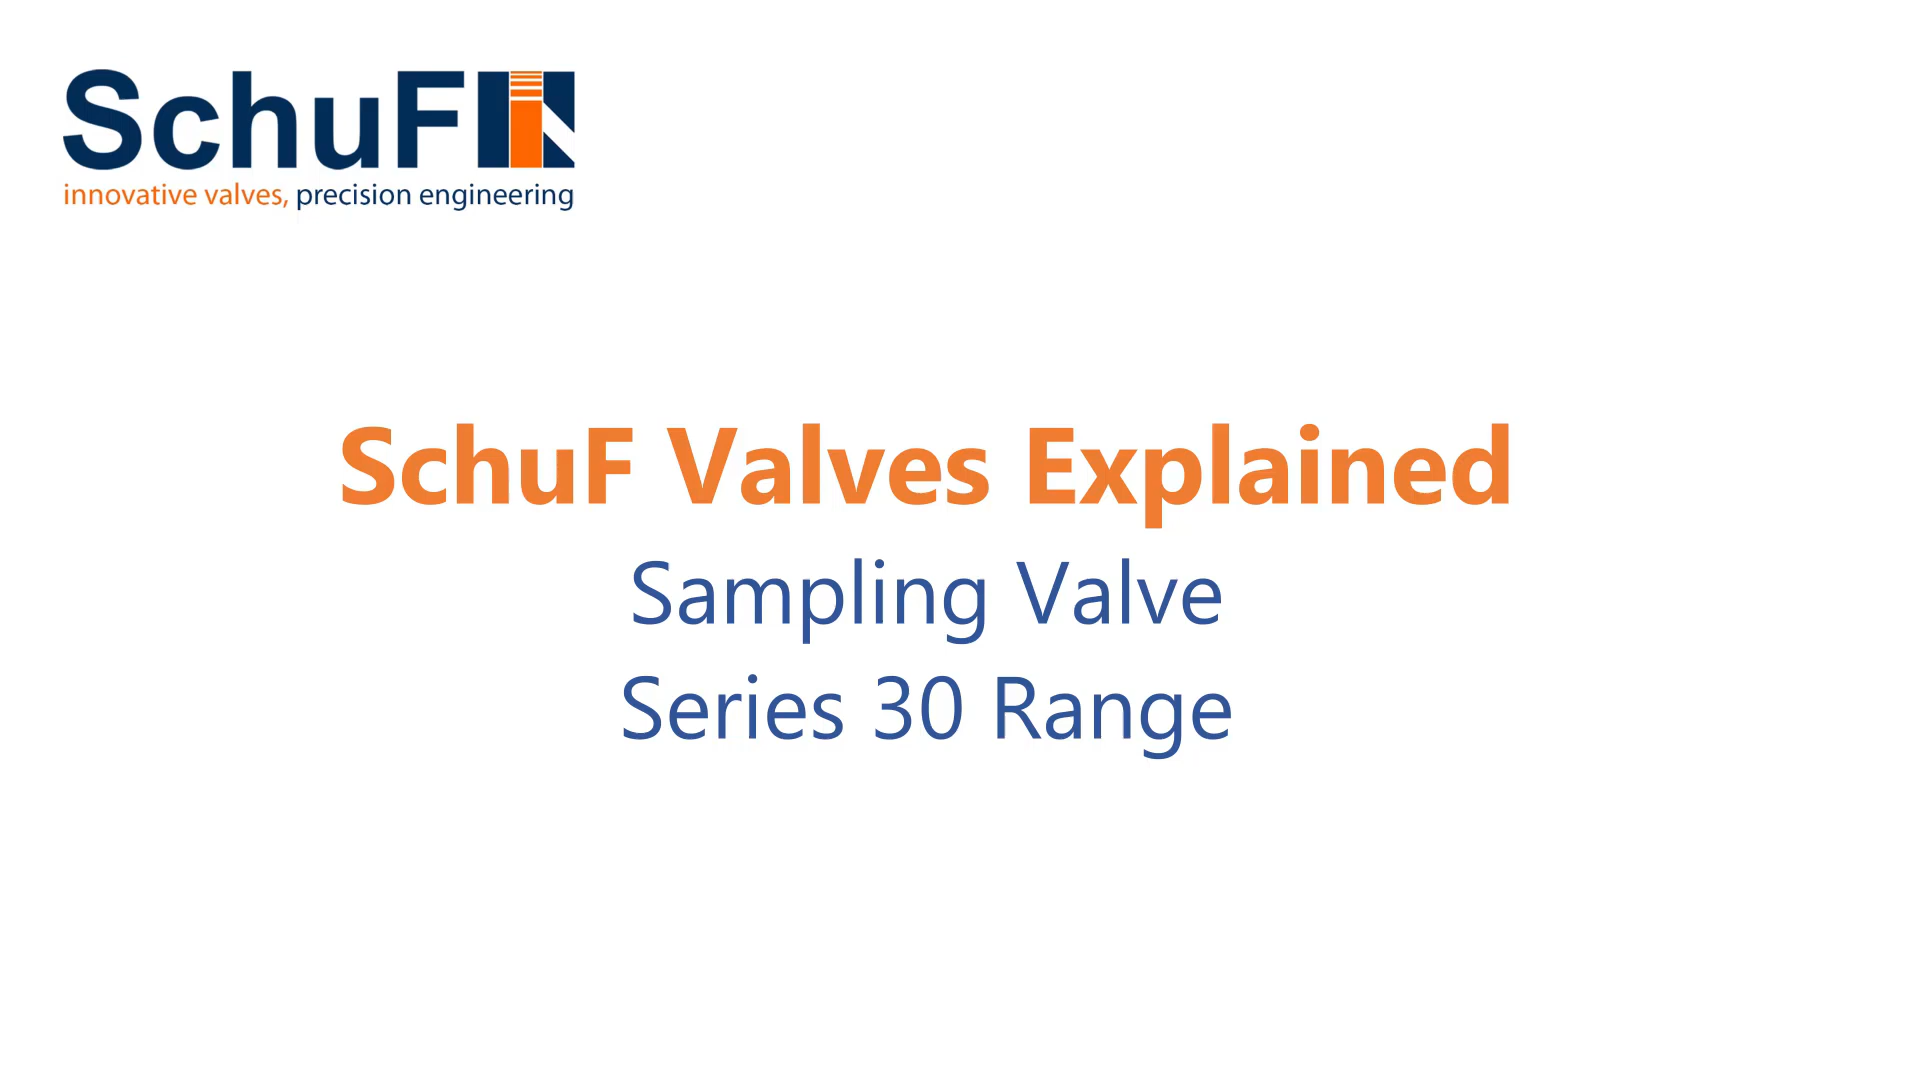 SchuF
innovative valves, precision engineering
SchuF Valves Explained
Sampling Valve
Series 30 Range